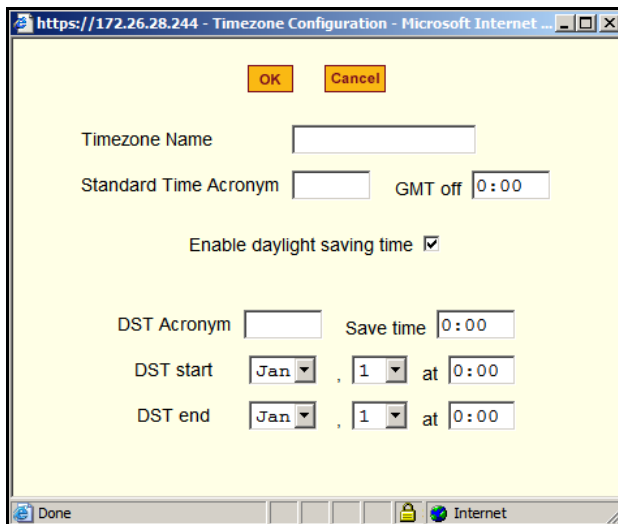 https://172.26.28.244 - Timezone Configuration - Microsoft Internet ...
OK Cancel
Timezone Name
Standard Time Acronym GMT off 0:00
Enable daylight saving time
DST Acronym Save time 0:00
DST start Jan , 1 at 0:00
DST end Jan , 1 at 0:00
Done Internet